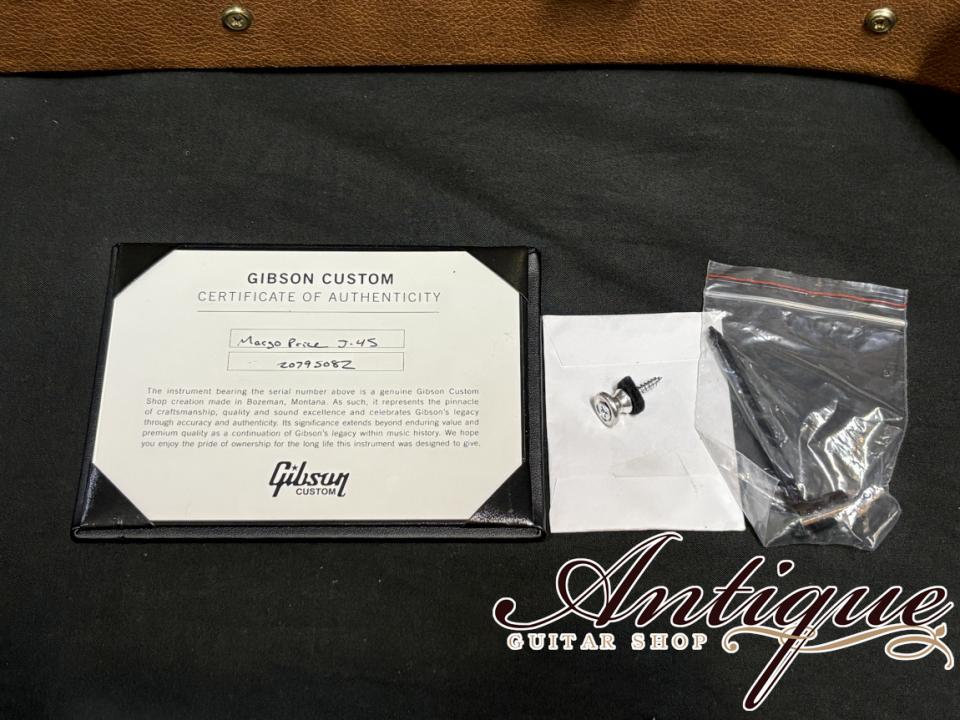 GIBSON CUSTOM
CERTIFICATE OF AUTHENTICITY
Margo Price J-45
20795082
The instrument bearing the serial number above is a genuine Gibson Custom
Shop creation made in Bozeman, Montana. As such, it represents the pinnacle
of craftsmanship, quality and sound excellence and celebrates Gibson's legacy
through accuracy and authenticity. Its significance extends beyond enduring value and
premium quality as a continuation of Gibson's legacy within music history. We hope
you enjoy the pride of ownership for the long life this instrument was designed to give.
Gibson
CUSTOM
Antique
GUITAR SHOP